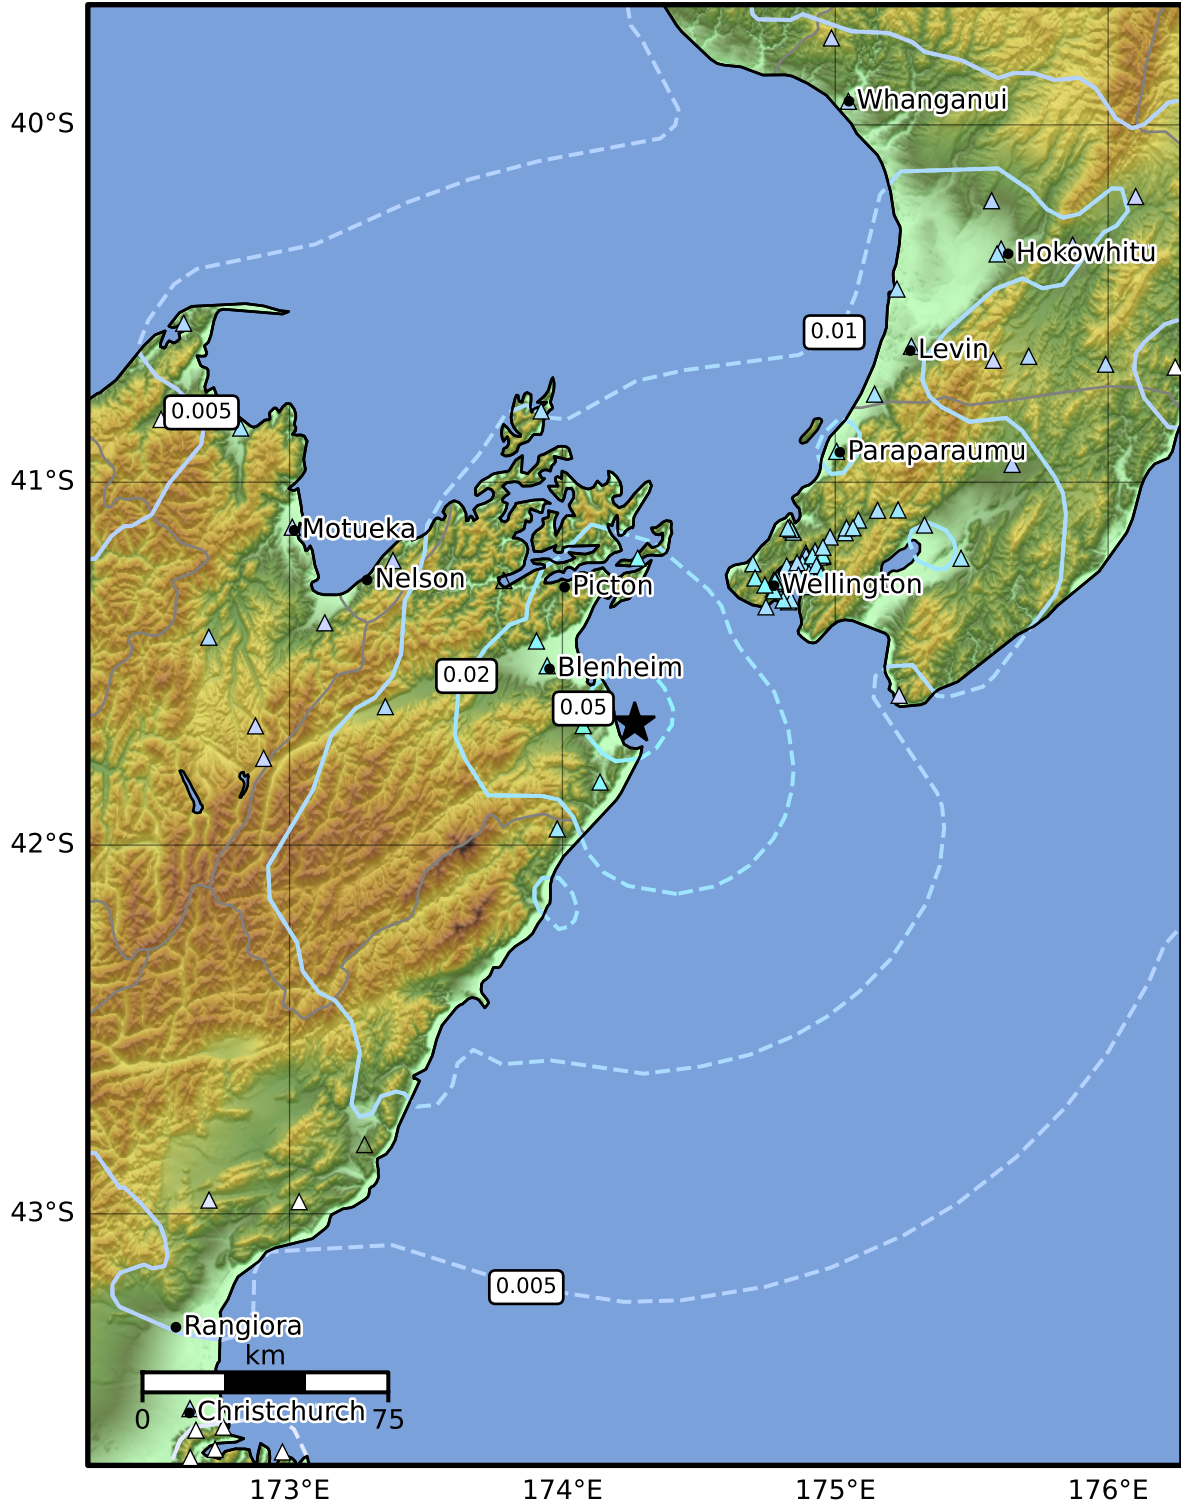 Whanganui
40°S
Hokowhitu
0.01
Levin
0.005
Paraparaumu
41°S
Motueka
Nelson
Picton
Wellington
Blenheim
0.02
0.05
42°S
43°S
0.005
Rangiora
km
Christchurch
0
75
173°E
174°E
175°E
176°E